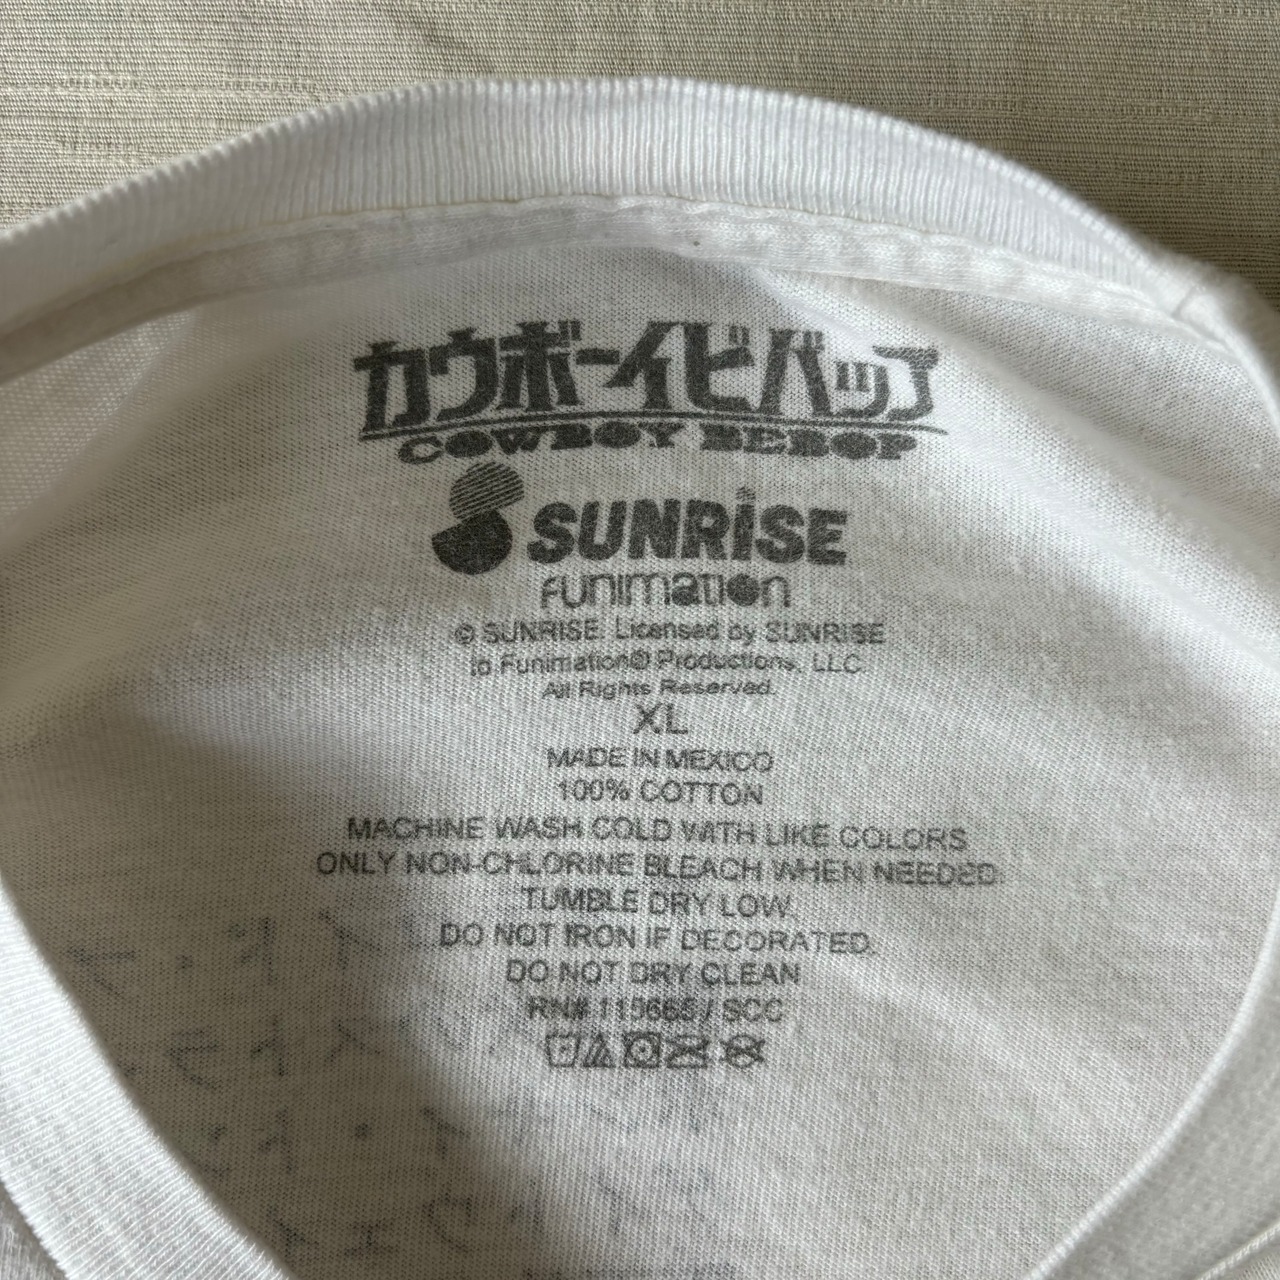 カウボーイビバップ
COWBOY BEBOP
SUNRISE
FUNimation
© SUNRISE. Licensed by SUNRISE
to Funimation® Productions, LLC.
All Rights Reserved.
XL
MADE IN MEXICO
100% COTTON
MACHINE WASH COLD WITH LIKE COLORS
ONLY NON-CHLORINE BLEACH WHEN NEEDED.
TUMBLE DRY LOW.
DO NOT IRON IF DECORATED.
DO NOT DRY CLEAN
RN# / SCC